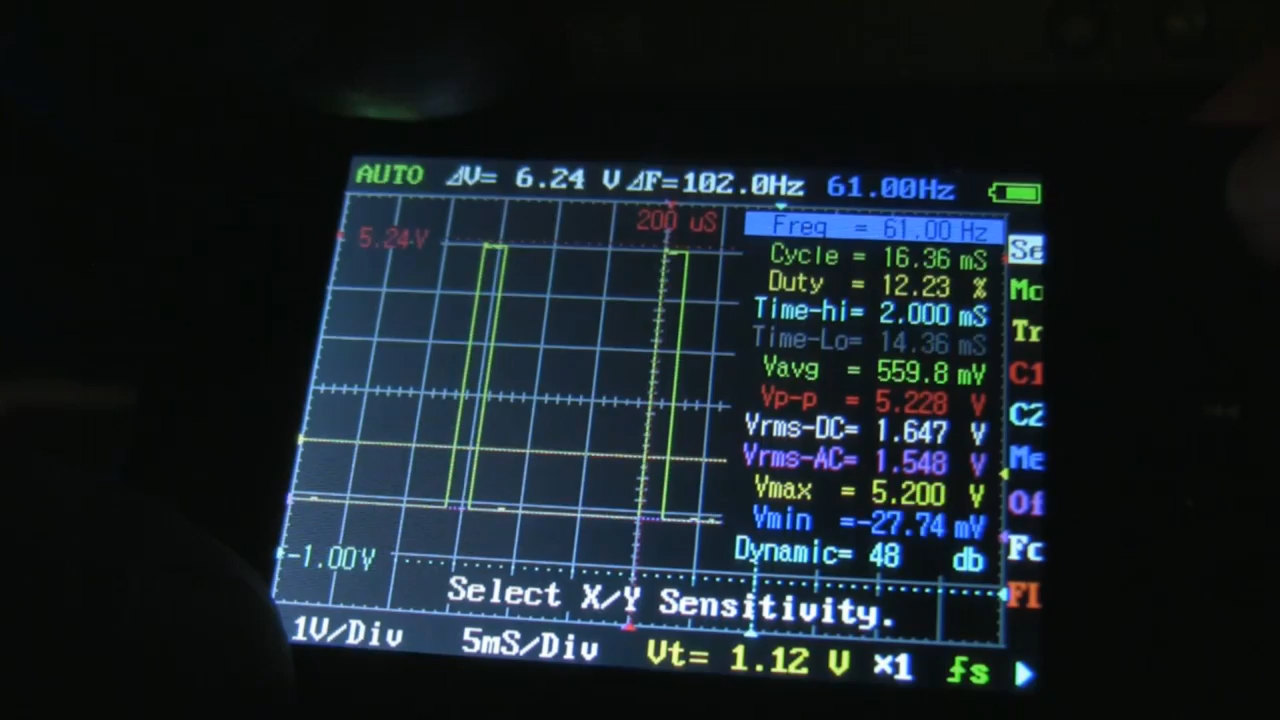 AUTO ⊿V= 6.24 V ⊿F=102.0Hz 61.00Hz
5.24V
200 uS
Freq = 61.00 Hz
Cycle = 16.36 mS
Duty = 12.23 %
Time-hi= 2.000 mS
Time-Lo= 14.36 mS
Vavg = 559.8 mV
Vp-p = 5.228 V
Vrms-DC= 1.647 V
Vrms-AC= 1.548 V
Vmax = 5.200 V
Vmin =-27.74 mV
Dynamic= 48 db
Se
Mo
Tr
C1
C2
Me
Of
Fc
Fl
-1.00V
Select X/Y Sensitivity.
1V/Div 5mS/Div Vt= 1.12 V ×1 fs